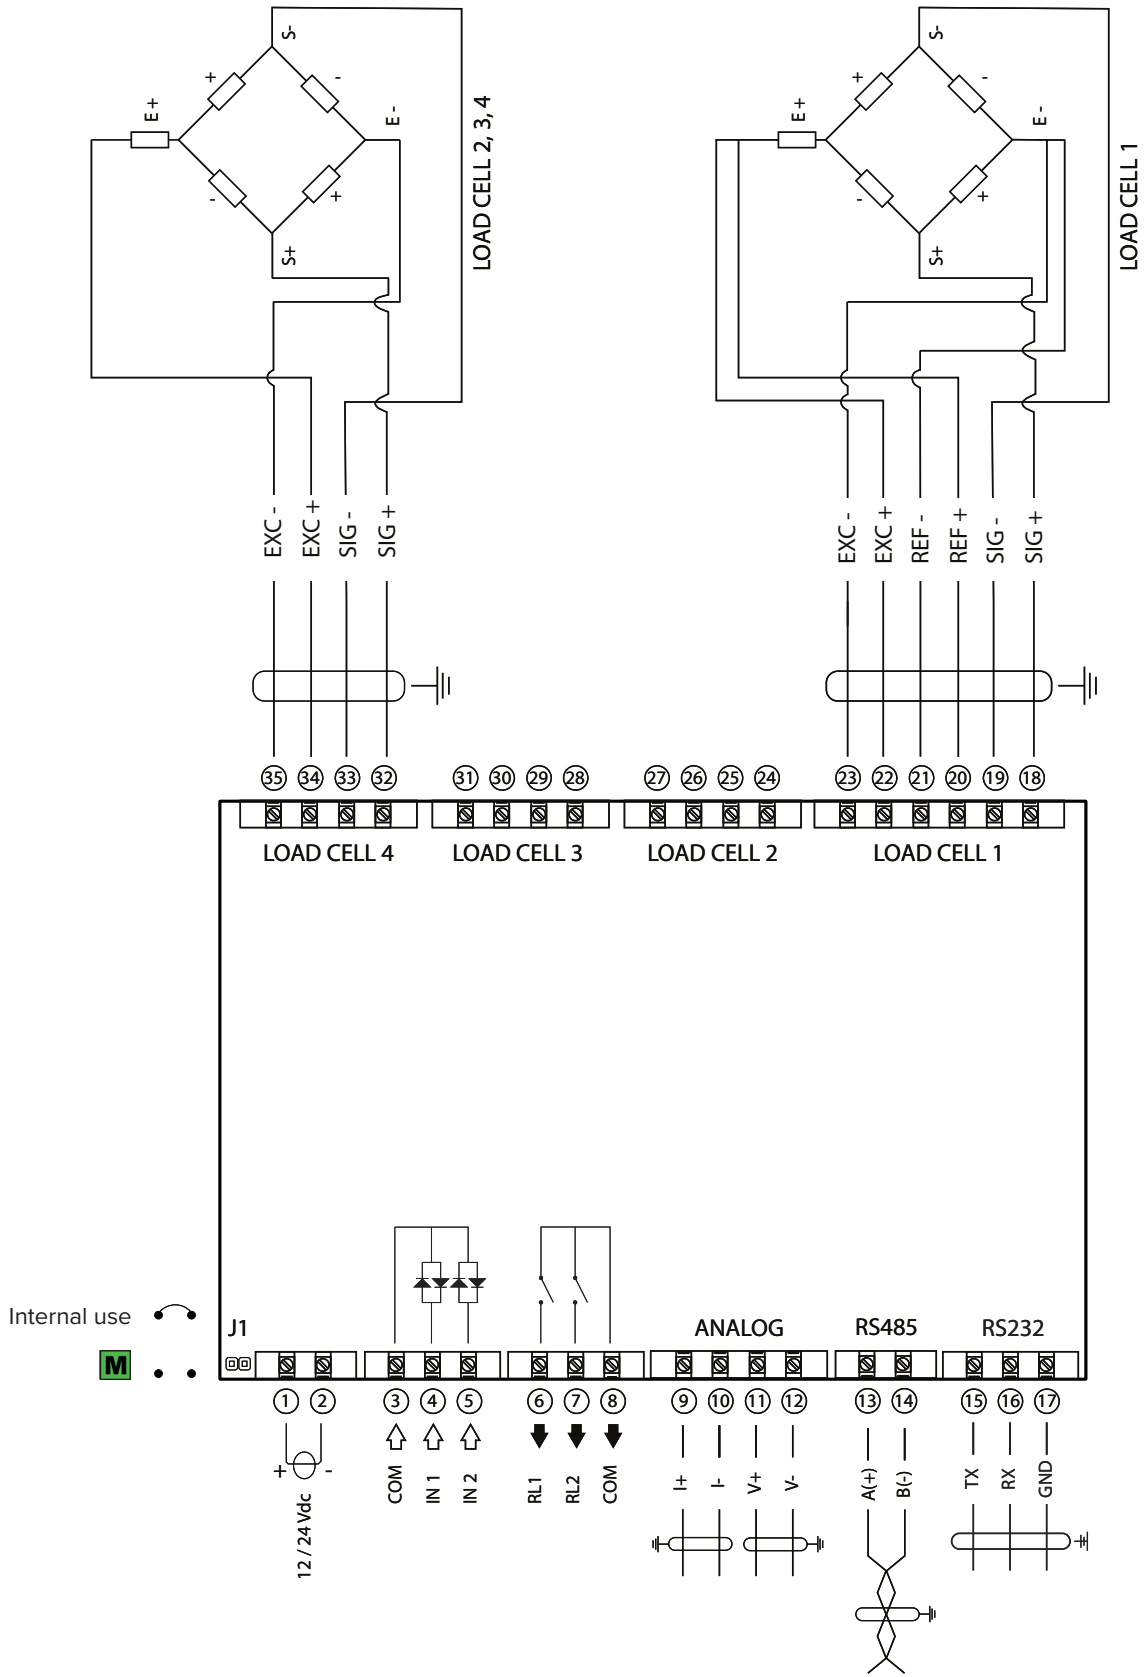 S-
+
-
E+
E -
-
+
S+
LOAD CELL 2, 3, 4
S-
+
-
E+
E -
-
+
S+
LOAD CELL 1
EXC -
EXC +
SIG -
SIG +
EXC -
EXC +
REF -
REF +
SIG -
SIG +
35 34 33 32 31 30 29 28 27 26 25 24 23 22 21 20 19 18
LOAD CELL 4
LOAD CELL 3
LOAD CELL 2
LOAD CELL 1
Internal use
M
J1
ANALOG
RS485
RS232
1 2 3 4 5 6 7 8 9 10 11 12 13 14 15 16 17
+
-
12 / 24 Vdc
COM
IN 1
IN 2
RL1
RL2
COM
I+
I-
V+
V-
A(+)
B(-)
TX
RX
GND